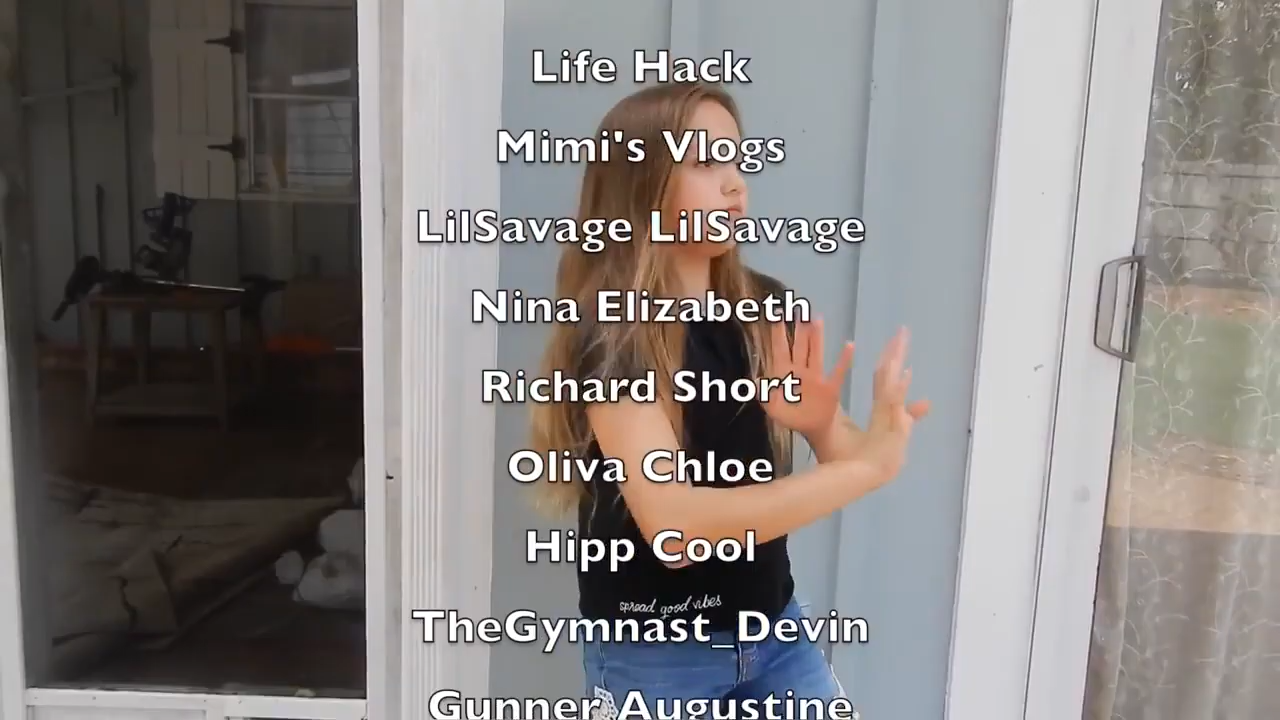 Life Hack
Mimi's Vlogs
LilSavage LilSavage
Nina Elizabeth
Richard Short
Oliva Chloe
Hipp Cool
spread good vibes
TheGymnast_Devin
Gunner Augustine